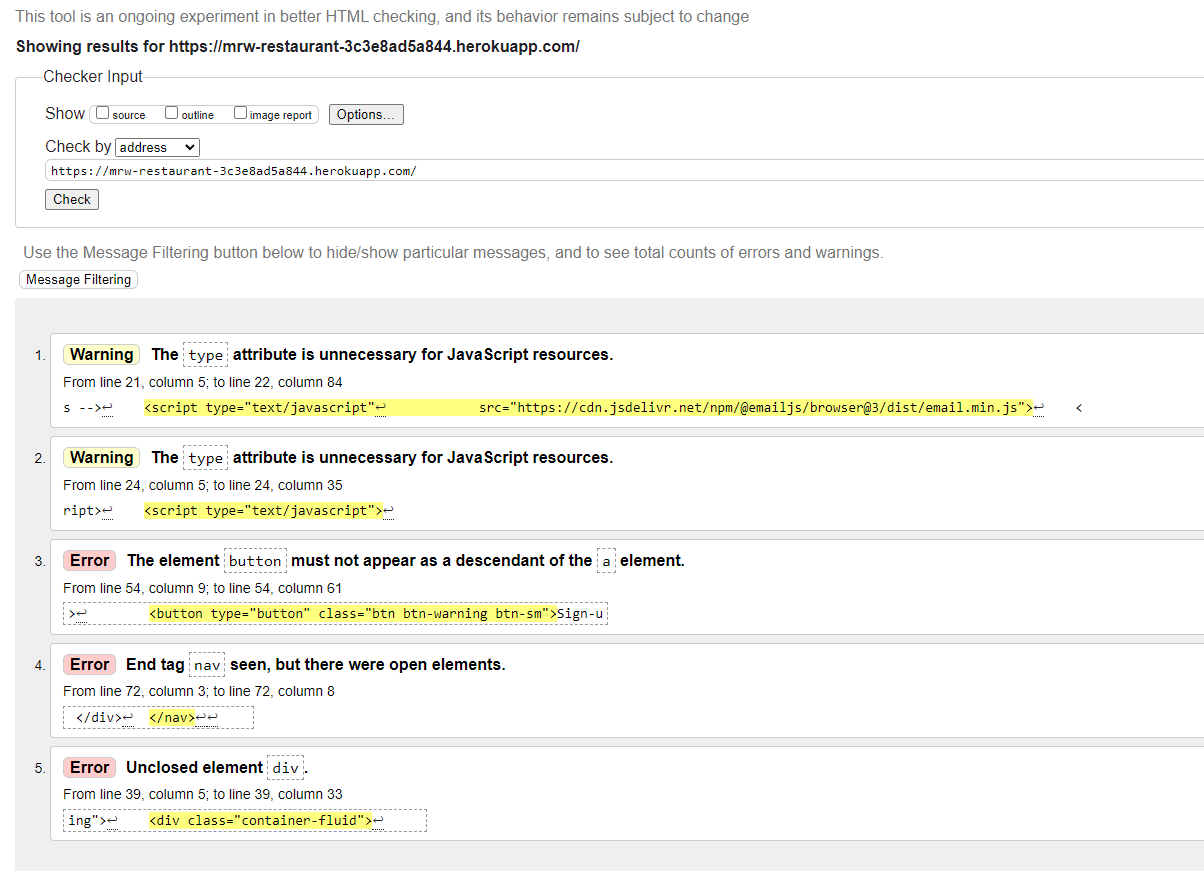 This tool is an ongoing experiment in better HTML checking, and its behavior remains subject to change
Showing results for https://mrw-restaurant-3c3e8ad5a844.herokuapp.com/
Checker Input
Show source outline image report Options...
Check by address
https://mrw-restaurant-3c3e8ad5a844.herokuapp.com/
Check
Use the Message Filtering button below to hide/show particular messages, and to see total counts of errors and warnings.
Message Filtering
1. Warning The type attribute is unnecessary for JavaScript resources.
From line 21, column 5; to line 22, column 84
s -->↩ <script type="text/javascript"↩ src="https://cdn.jsdelivr.net/npm/@emailjs/browser@3/dist/email.min.js">↩ <
2. Warning The type attribute is unnecessary for JavaScript resources.
From line 24, column 5; to line 24, column 35
ript>↩ <script type="text/javascript">↩
3. Error The element button must not appear as a descendant of the a element.
From line 54, column 9; to line 54, column 61
>↩ <button type="button" class="btn btn-warning btn-sm">Sign-u
4. Error End tag nav seen, but there were open elements.
From line 72, column 3; to line 72, column 8
</div>↩ </nav>↩↩
5. Error Unclosed element div.
From line 39, column 5; to line 39, column 33
ing">↩ <div class="container-fluid">↩